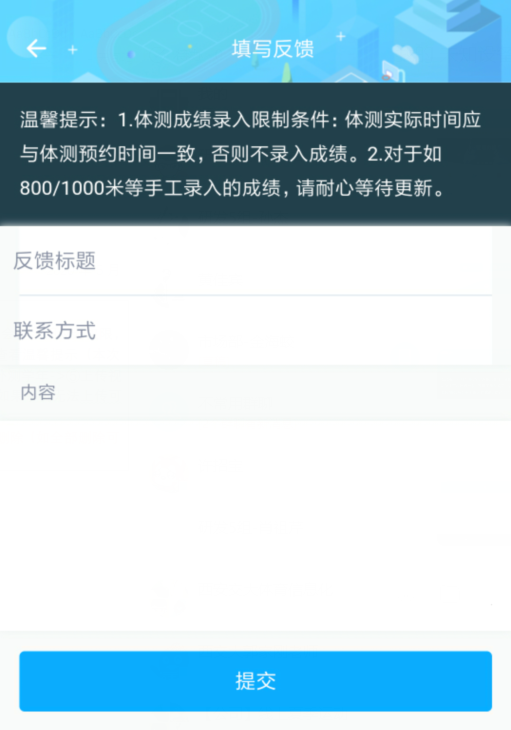 填写反馈
温馨提示：1.体测成绩录入限制条件：体测实际时间应
与体测预约时间一致，否则不录入成绩。2.对于如
800/1000米等手工录入的成绩，请耐心等待更新。
反馈标题
联系方式
内容
提交